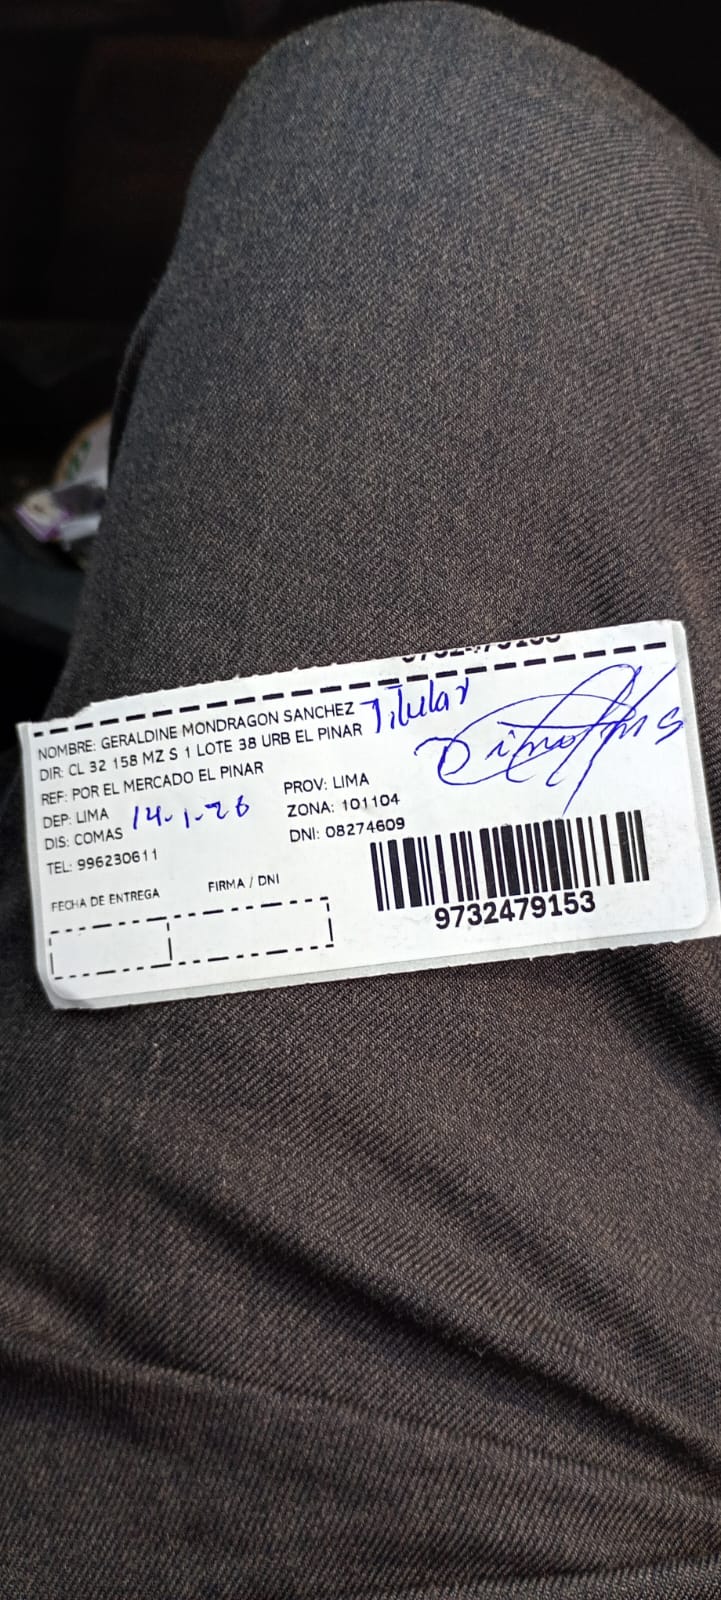 NOMBRE: GERALDINE MONDRAGON SANCHEZ Titular
DIR: CL 32 158 MZ S 1 LOTE 38 URB EL PINAR
REF: POR EL MERCADO EL PINAR
DEP: LIMA PROV: LIMA
14-1-26
DIS: COMAS ZONA: 101104
TEL: 996230611 DNI: 08274609
FECHA DE ENTREGA FIRMA / DNI
9732479153